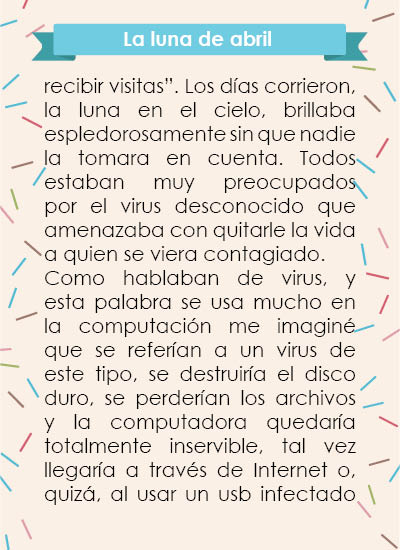 La luna de abril
recibir visitas”. Los días corrieron,
la luna en el cielo, brillaba
espledorosamente sin que nadie
la tomara en cuenta. Todos
estaban muy preocupados
por el virus desconocido que
amenazaba con quitarle la vida
a quien se viera contagiado.
Como hablaban de virus, y
esta palabra se usa mucho en
la computación me imaginé
que se referían a un virus de
este tipo, se destruiría el disco
duro, se perderían los archivos
y la computadora quedaría
totalmente inservible, tal vez
llegaría a través de Internet o,
quizá, al usar un usb infectado